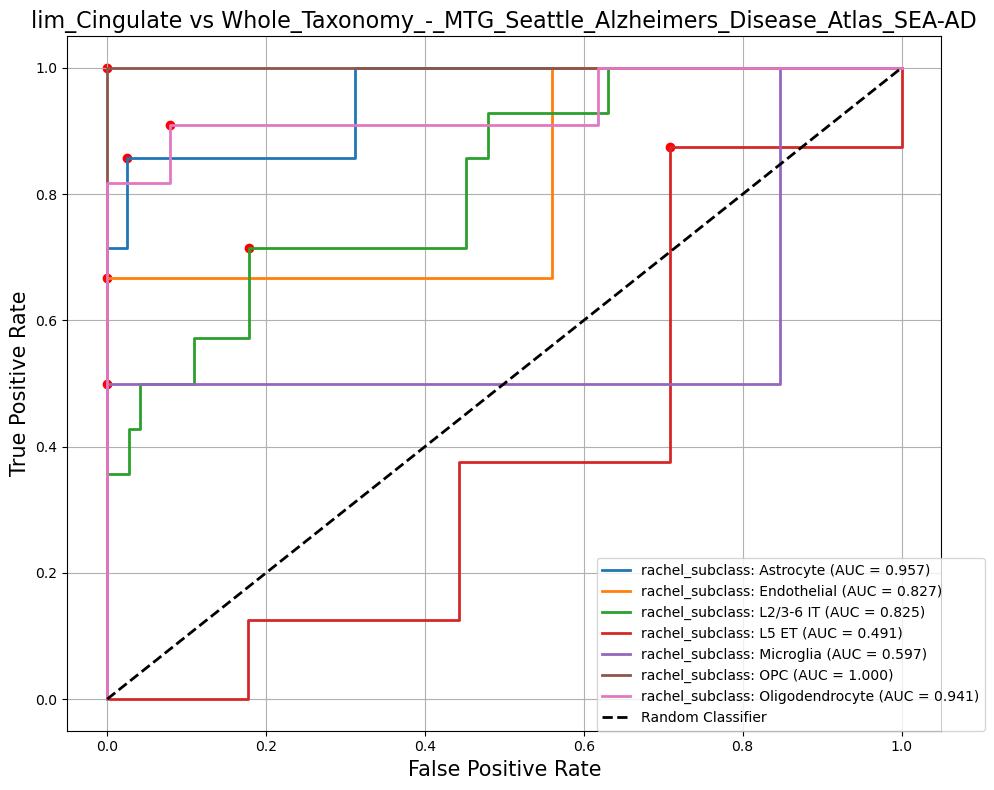 lim_Cingulate vs Whole_Taxonomy_-_MTG_Seattle_Alzheimers_Disease_Atlas_SEA-AD
1.0
0.8
0.6
0.4
0.2
0.0
True Positive Rate
rachel_subclass: Astrocyte (AUC = 0.957)
rachel_subclass: Endothelial (AUC = 0.827)
rachel_subclass: L2/3-6 IT (AUC = 0.825)
rachel_subclass: L5 ET (AUC = 0.491)
rachel_subclass: Microglia (AUC = 0.597)
rachel_subclass: OPC (AUC = 1.000)
rachel_subclass: Oligodendrocyte (AUC = 0.941)
Random Classifier
0.0 0.2 0.4 0.6 0.8 1.0
False Positive Rate